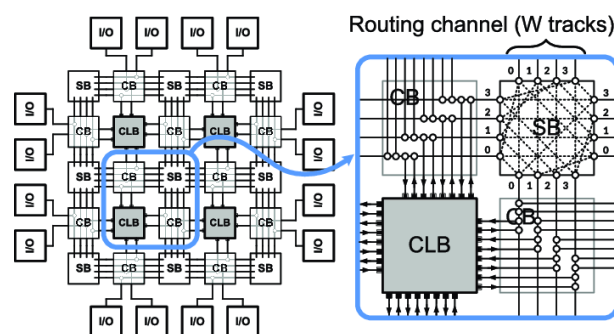 Routing channel (W tracks)
I/O I/O I/O I/O
SB CB SB CB SB
I/O CB CLB CB CLB CB I/O
I/O I/O
SB CB SB CB SB
I/O CB CLB CB CLB CB I/O
I/O I/O
SB CB SB CB SB
I/O I/O I/O I/O
0 1 2 3
CB 3 SB 3
2 2
1 1
0 0
0 1 2 3
CLB CB